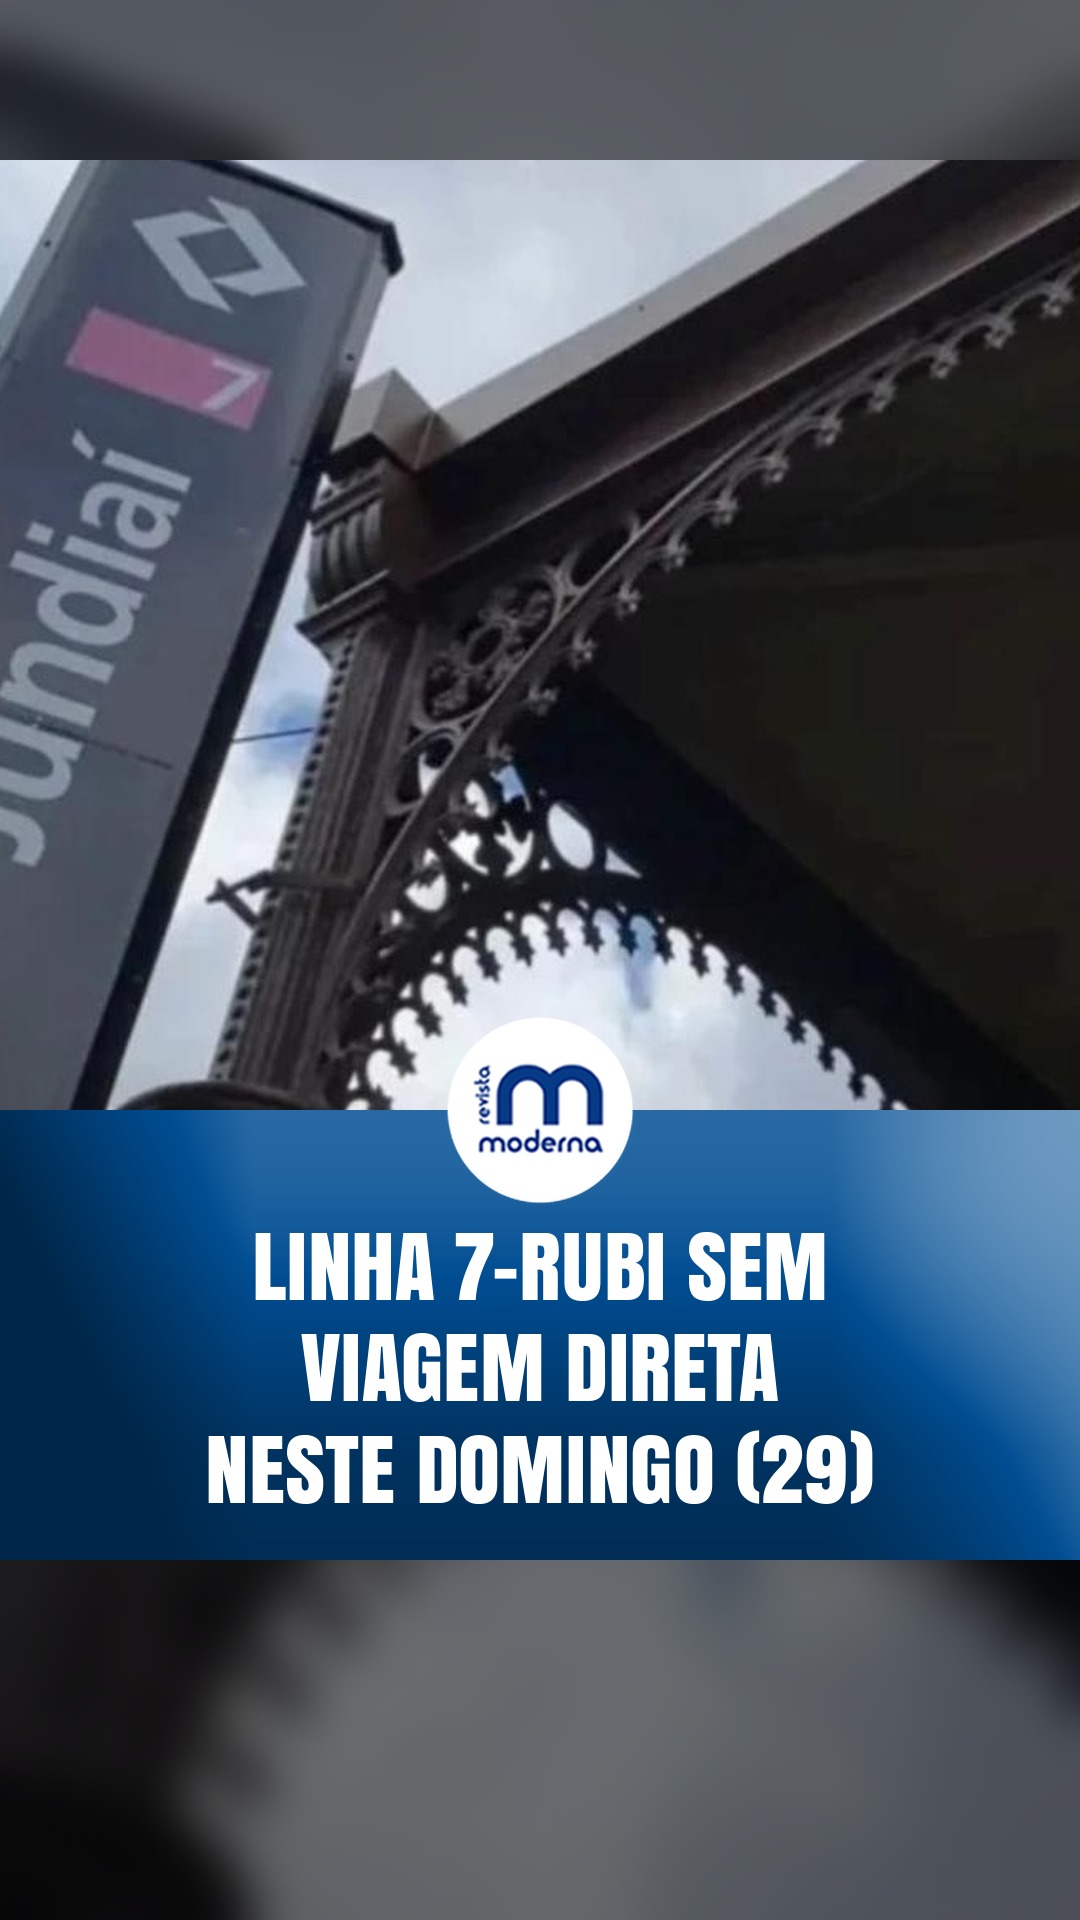 7
Jundiaí
revista
m
moderna
LINHA 7-RUBI SEM
VIAGEM DIRETA
NESTE DOMINGO (29)